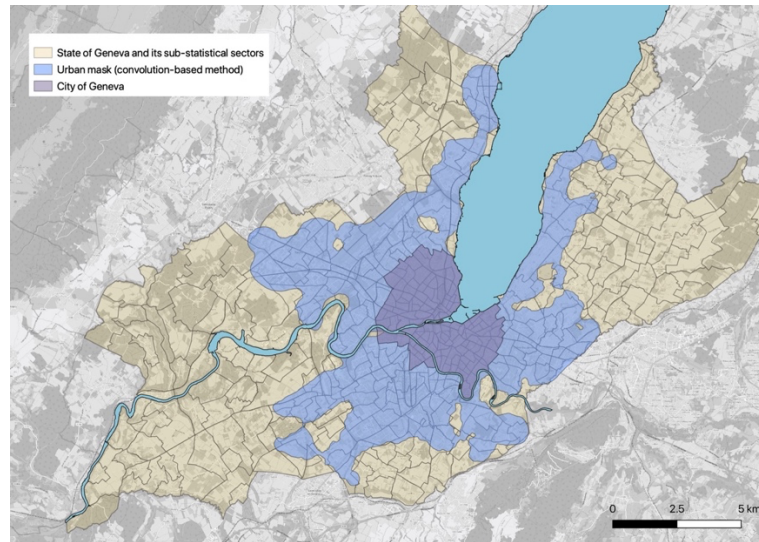 State of Geneva and its sub-statistical sectors
Urban mask (convolution-based method)
City of Geneva
0 2.5 5 km